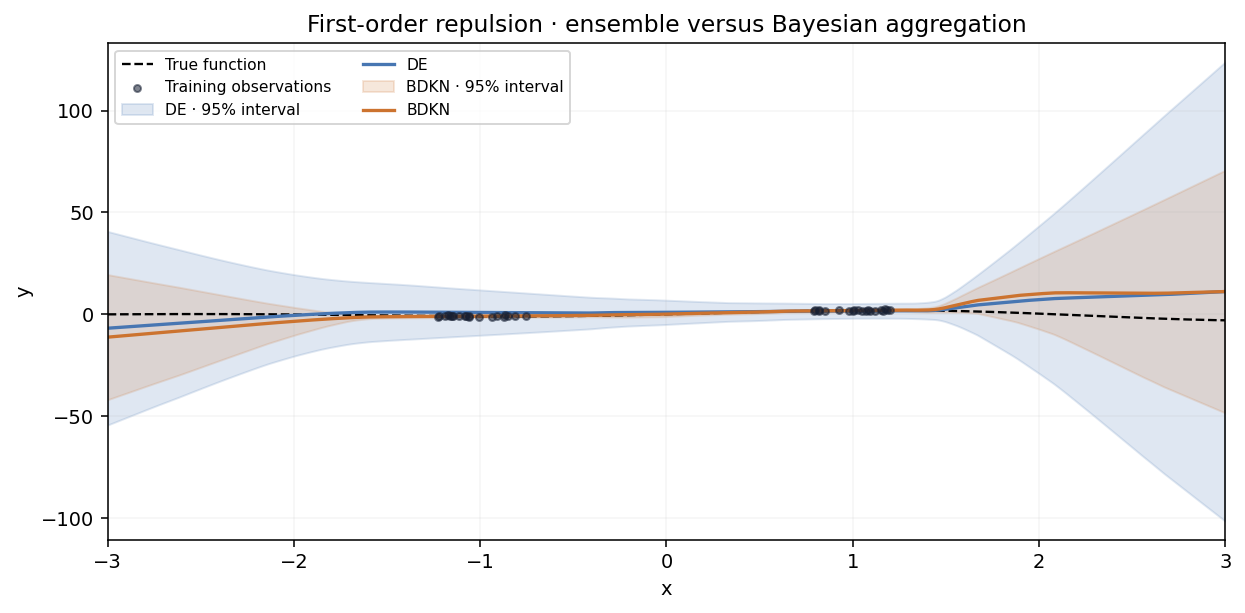 First-order repulsion · ensemble versus Bayesian aggregation
True function
Training observations
DE · 95% interval
DE
BDKN · 95% interval
BDKN
100
50
0
−50
−100
y
−3
−2
−1
0
1
2
3
x